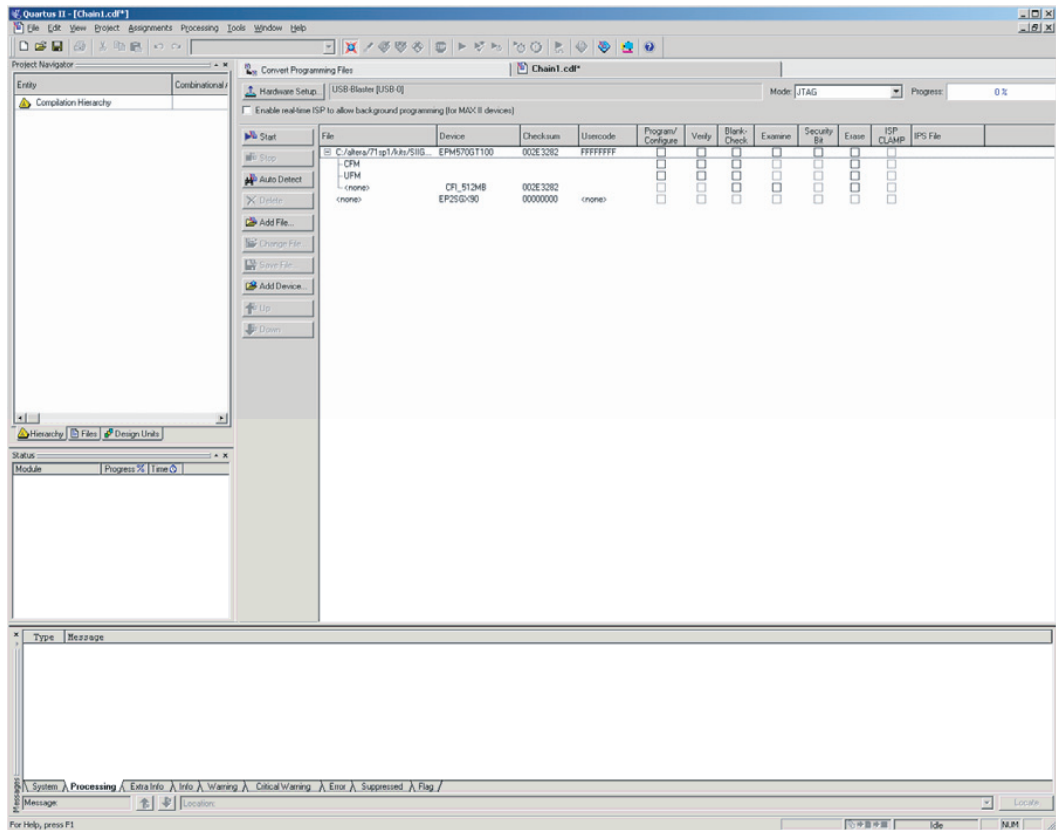 Quartus II - [Chain1.cdf*]
File Edit View Project Assignments Processing Tools Window Help
Project Navigator
Entity
Combinational A
Compilation Hierarchy
Hierarchy Files Design Units
Status
Module Progress % Time
Convert Programming Files
Chain1.cdf*
Hardware Setup... USB-Blaster [USB-0] Mode: JTAG Progress: 0 %
Enable real-time ISP to allow background programming (for MAX II devices)
Start
Stop
Auto Detect
Delete
Add File...
Change File
Save File
Add Device...
Up
Down
File Device Checksum Usercode Program/Configure Verify Blank-Check Examine Security Bit Erase ISP CLAMP IPS File
C:/altera/71sp1/kits/SIIG... EPM570GT100 002E3282 FFFFFFFF
CFM
UFM
<none> CFI_512MB 002E3282
<none> EP2SGX90 00000000 <none>
Type Message
System Processing Extra Info Info Warning Critical Warning Error Suppressed Flag
Messages
Message: Location: Locate
For Help, press F1
Idle NUM